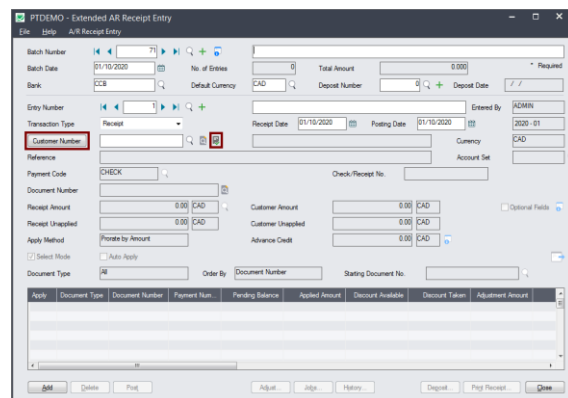 PTDEMO - Extended AR Receipt Entry
File Help A/R Receipt Entry
Batch Number 71
Batch Date 01/10/2020 No. of Entries 0 Total Amount 0.000 * Required
Bank CCB Default Currency CAD Deposit Number 0 Deposit Date / /
Entry Number 1 Entered By ADMIN
Transaction Type Receipt Receipt Date 01/10/2020 Posting Date 01/10/2020 2020 - 01
Customer Number Currency CAD
Reference Account Set
Payment Code CHECK Check/Receipt No.
Document Number
Receipt Amount 0.00 CAD Customer Amount 0.00 CAD Optional Fields
Receipt Unapplied 0.00 CAD Customer Unapplied 0.00 CAD
Apply Method Prorate by Amount Advance Credit 0.00 CAD
Select Mode Auto Apply
Document Type All Order By Document Number Starting Document No.
Apply Document Type Document Number Payment Num... Pending Balance Applied Amount Discount Available Discount Taken Adjustment Amount
Add Delete Post Adjust... History... Deposit... Print Receipt... Close